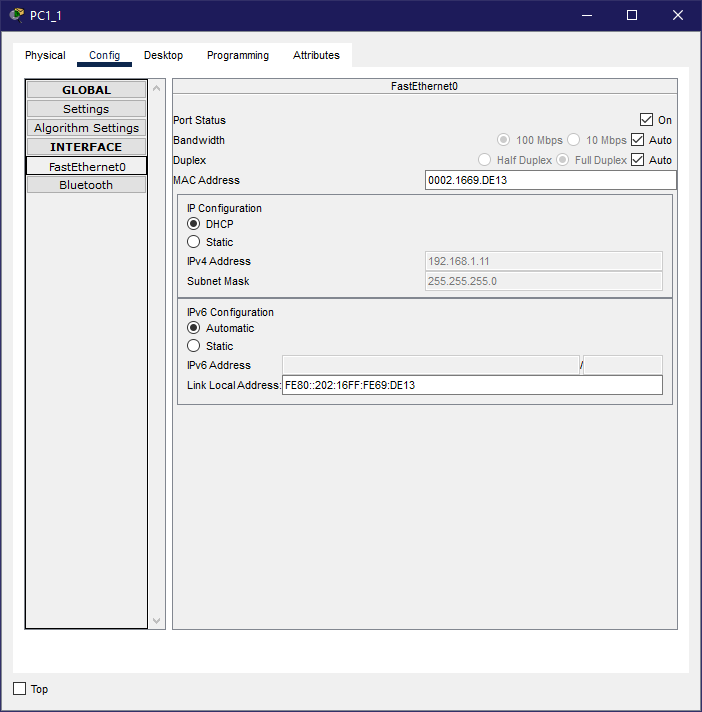 PC1_1
Physical Config Desktop Programming Attributes
GLOBAL
Settings
Algorithm Settings
INTERFACE
FastEthernet0
Bluetooth
FastEthernet0
Port Status On
Bandwidth 100 Mbps 10 Mbps Auto
Duplex Half Duplex Full Duplex Auto
MAC Address 0002.1669.DE13
IP Configuration
DHCP
Static
IPv4 Address 192.168.1.11
Subnet Mask 255.255.255.0
IPv6 Configuration
Automatic
Static
IPv6 Address /
Link Local Address: FE80::202:16FF:FE69:DE13
Top